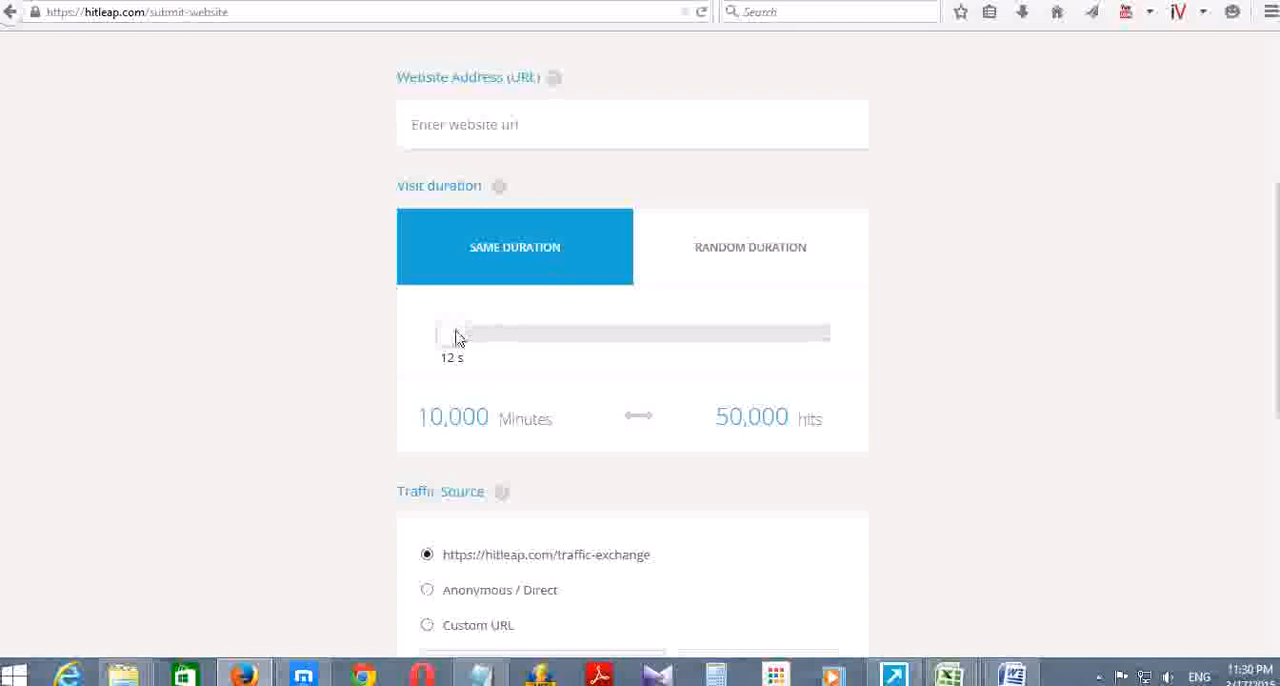 https://hitleap.com/submit-website
Search
Website Address (URL)
Enter website url
Visit duration
SAME DURATION
RANDOM DURATION
12 s
10,000 Minutes
50,000 hits
Traffic Source
https://hitleap.com/traffic-exchange
Anonymous / Direct
Custom URL
ENG
11:30 PM